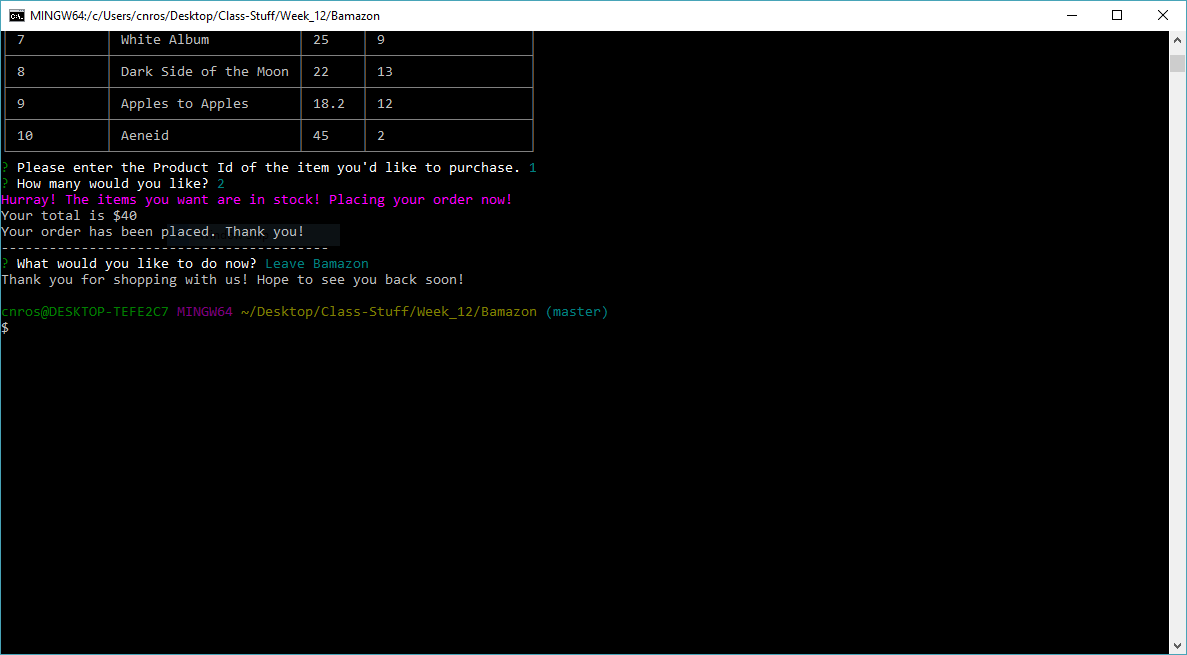 MINGW64:/c/Users/cnros/Desktop/Class-Stuff/Week_12/Bamazon
7 White Album 25 9
8 Dark Side of the Moon 22 13
9 Apples to Apples 18.2 12
10 Aeneid 45 2
? Please enter the Product Id of the item you'd like to purchase. 1
? How many would you like? 2
Hurray! The items you want are in stock! Placing your order now!
Your total is $40
Your order has been placed. Thank you!
-----------------------------------------
? What would you like to do now? Leave Bamazon
Thank you for shopping with us! Hope to see you back soon!
cnros@DESKTOP-TEFE2C7 MINGW64 ~/Desktop/Class-Stuff/Week_12/Bamazon (master)
$